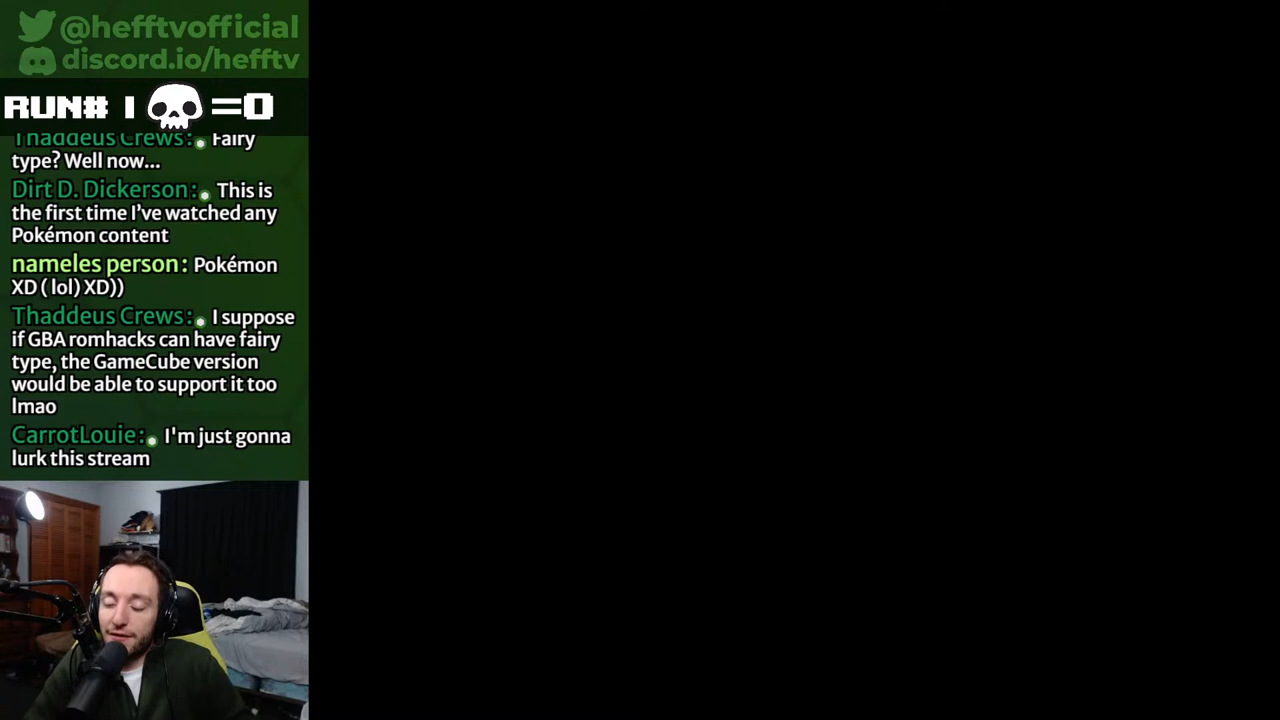 @hefftvofficial
discord.io/hefftv
RUN# 1 =0
Thaddeus Crews: Fairy
type? Well now...
Dirt D. Dickerson: This is
the first time I've watched any
Pokémon content
nameles person: Pokémon
XD ( lol) XD))
Thaddeus Crews: I suppose
if GBA romhacks can have fairy
type, the GameCube version
would be able to support it too
lmao
CarrotLouie: I'm just gonna
lurk this stream